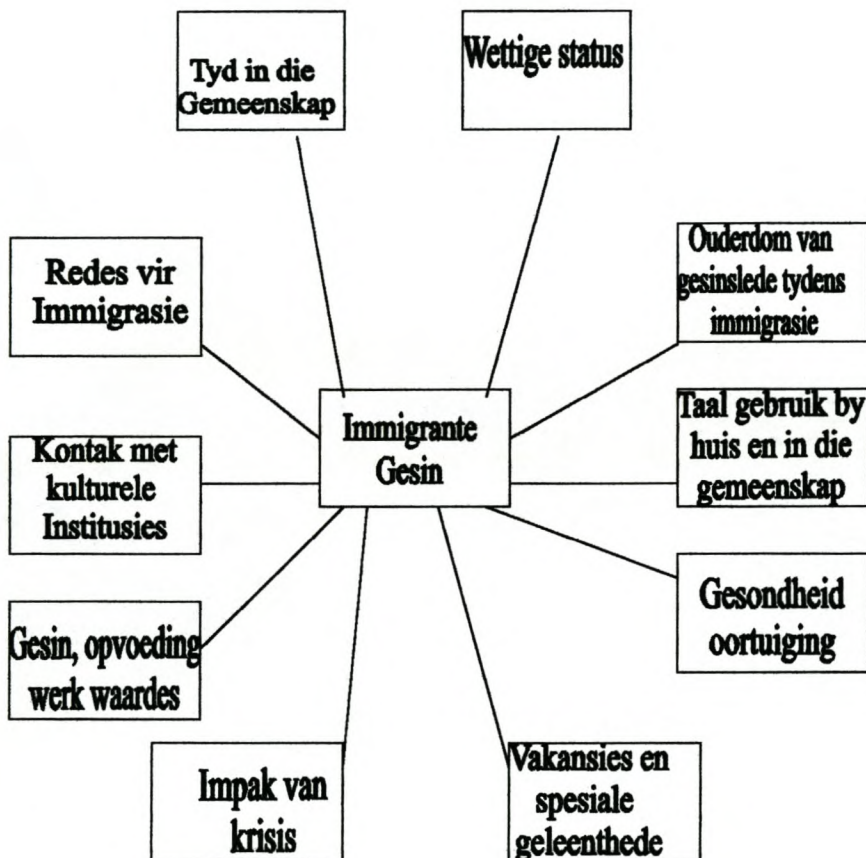 Tyd in die
Gemeenskap
Wettige status
Redes vir
Immigrasie
Ouderdom van
gesinslede tydens
immigrasie
Immigrante
Gesin
Kontak met
kulturele
Institusies
Taal gebruik by
huis en in die
gemeenskap
Gesin, opvoeding
werk waardes
Gesondheid
oortuiging
Impak van
krisis
Vakansies en
spesiale
geleenthede